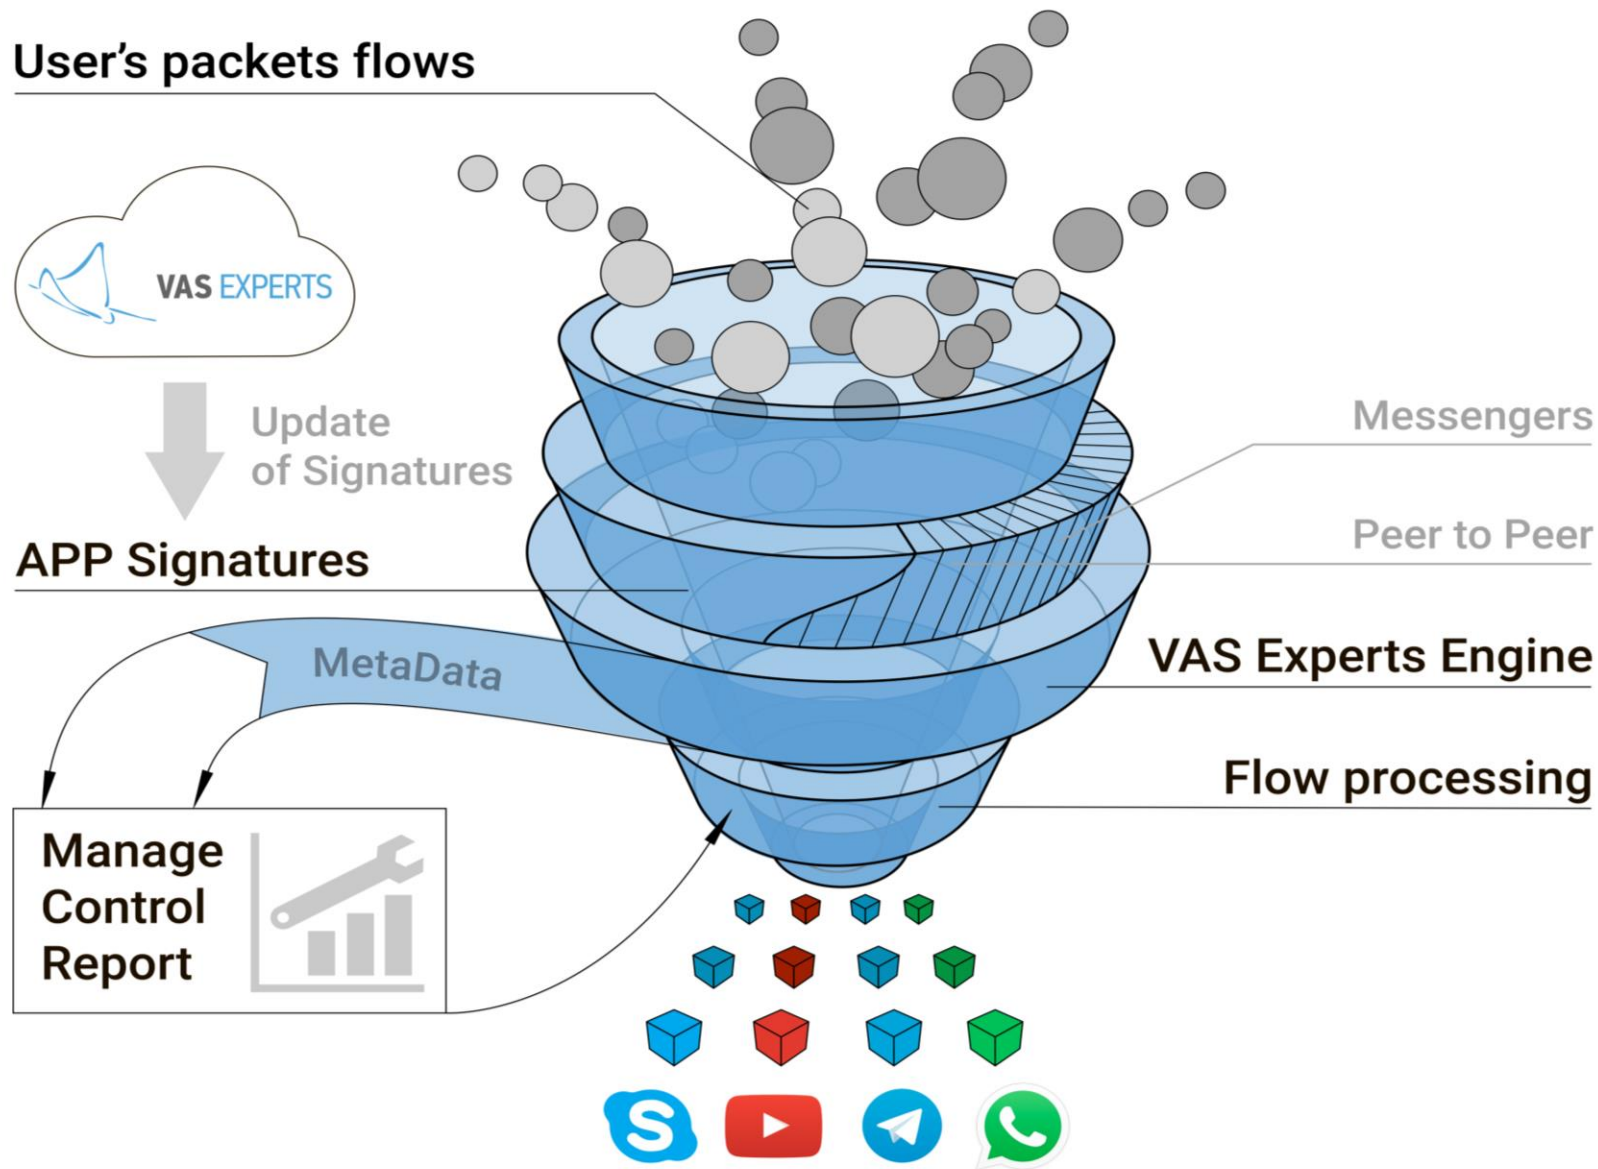 User's packets flows
VAS EXPERTS
Update
of Signatures
APP Signatures
Messengers
Peer to Peer
MetaData
VAS Experts Engine
Flow processing
Manage
Control
Report
S